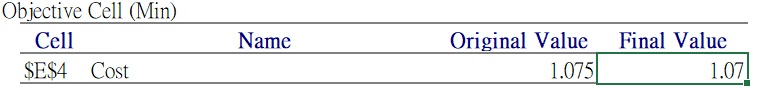 Objective Cell (Min)
Cell Name Original Value Final Value
$E$4 Cost 1.075 1.07